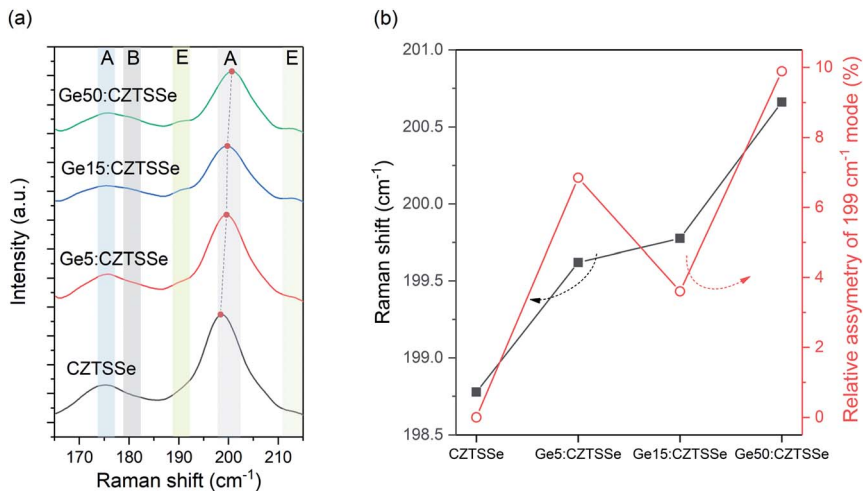 (a)
A B E A E
Ge50:CZTSSe
Ge15:CZTSSe
Ge5:CZTSSe
CZTSSe
Intensity (a.u.)
165 170 180 190 200 210
Raman shift (cm⁻¹)
(b)
201.0
200.5
200.0
199.5
199.0
198.5
Raman shift (cm⁻¹)
10
8
6
4
2
0
Relative assymetry of 199 cm⁻¹ mode (%)
CZTSSe Ge5:CZTSSe Ge15:CZTSSe Ge50:CZTSSe